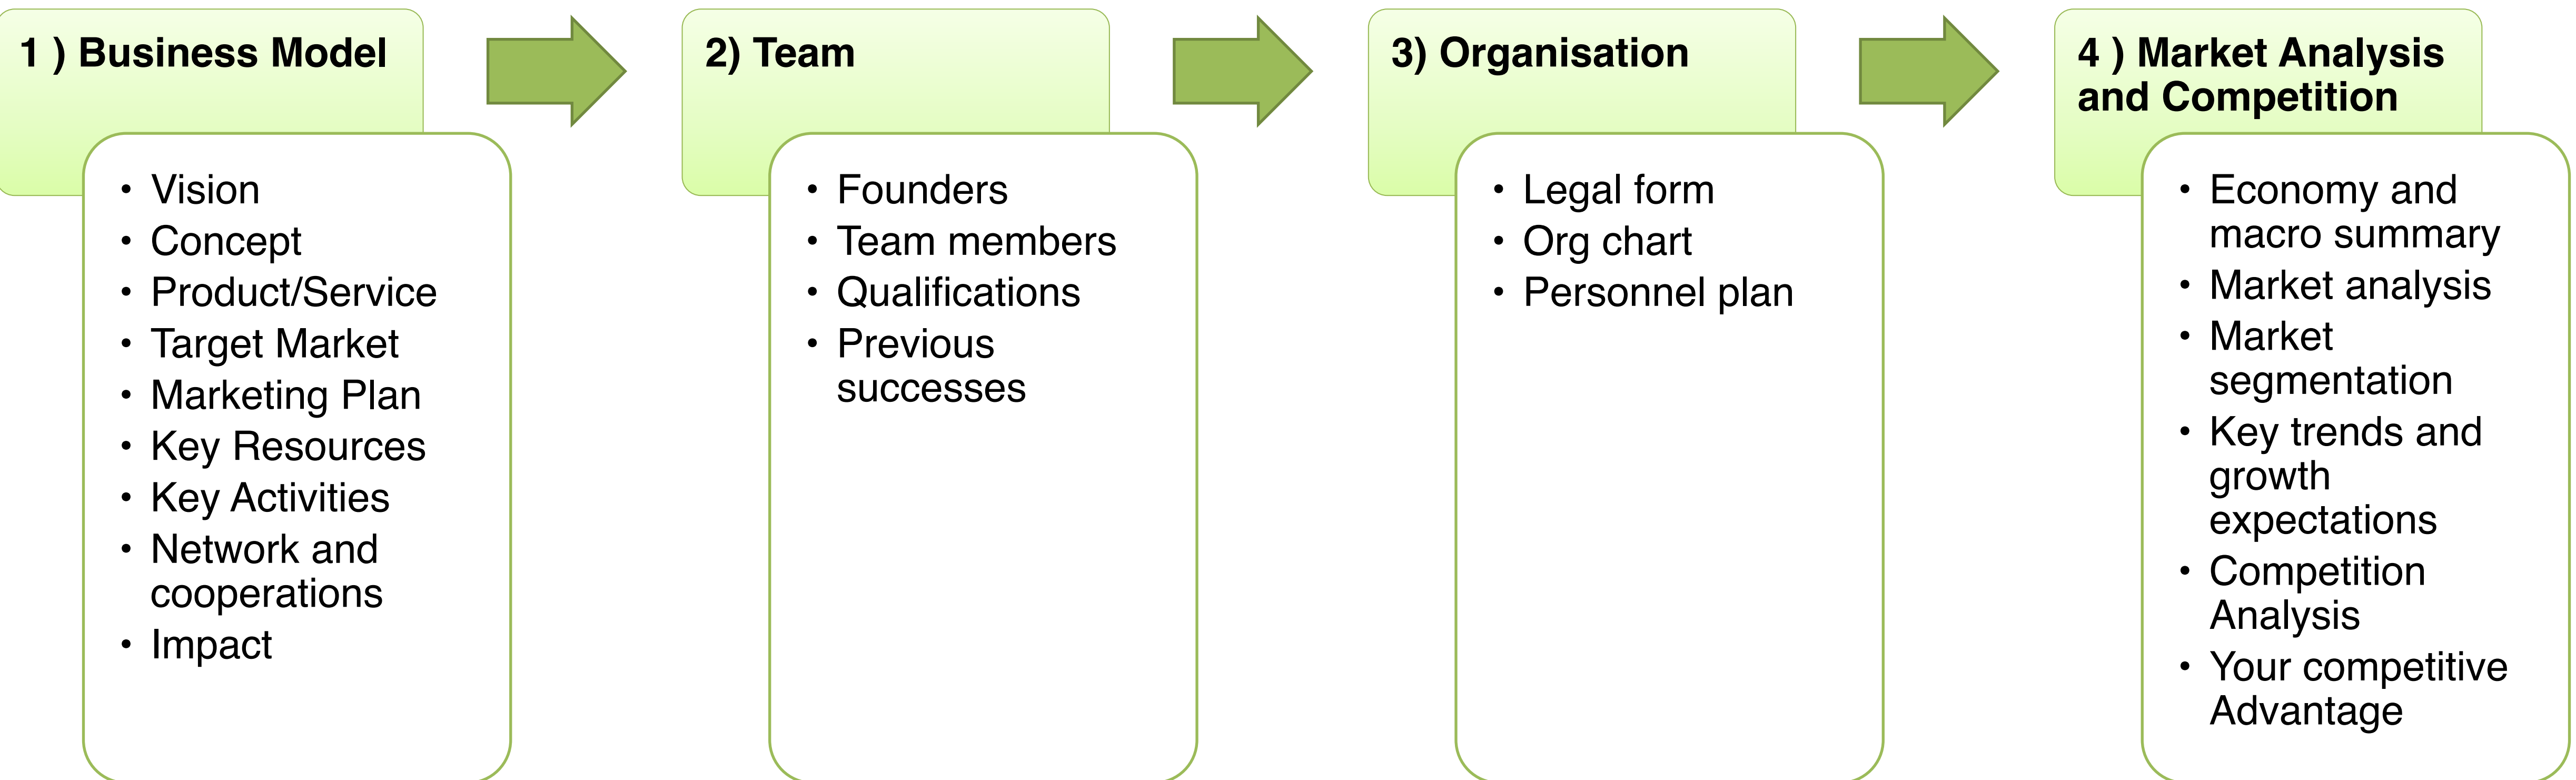 1 ) Business Model
• Vision
• Concept
• Product/Service
• Target Market
• Marketing Plan
• Key Resources
• Key Activities
• Network and
cooperations
• Impact
2) Team
• Founders
• Team members
• Qualifications
• Previous
successes
3) Organisation
• Legal form
• Org chart
• Personnel plan
4 ) Market Analysis
and Competition
• Economy and
macro summary
• Market analysis
• Market
segmentation
• Key trends and
growth
expectations
• Competition
Analysis
• Your competitive
Advantage